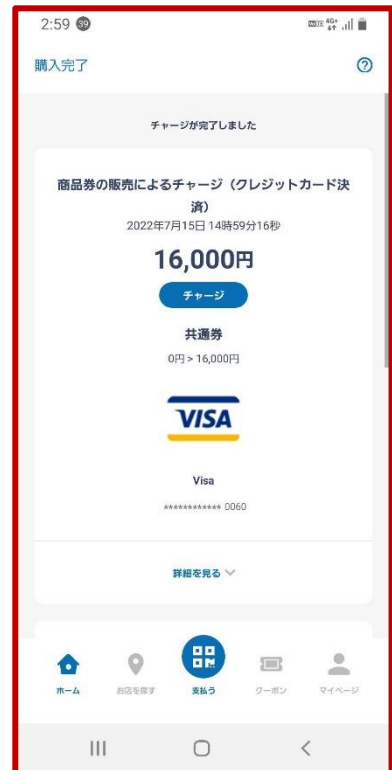 2:59 39 VoLTE 4G+
購入完了 ?
チャージが完了しました
商品券の販売によるチャージ（クレジットカード決
済）
2022年7月15日 14時59分16秒
16,000円
チャージ
共通券
0円 > 16,000円
VISA
Visa
************ 0060
詳細を見る
ホーム お店を探す 支払う クーポン マイページ